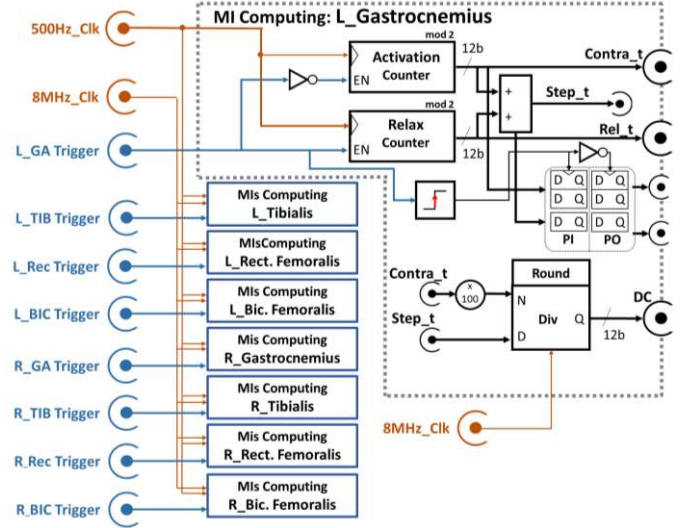 MI Computing: L_Gastrocnemius
500Hz_Clk
mod 2
12b
Contra_t
Activation
Counter
EN
8MHz_Clk
+
+
Step_t
mod 2
Relax
Counter
EN
12b
Rel_t
L_GA Trigger
D Q D Q
D Q D Q
D Q D Q
PI PO
MIs Computing
L_Tibialis
L_TIB Trigger
MIsComputing
L_Rect. Femoralis
L_Rec Trigger
Contra_t
x
100
Round
N
Div
Q
D
12b
DC
MIs Computing
L_Bic. Femoralis
L_BIC Trigger
Step_t
Mis Computing
R_Gastrocnemius
R_GA Trigger
MIs Computing
R_Tibialis
R_TIB Trigger
8MHz_Clk
Mis Computing
R_Rect. Femoralis
R_Rec Trigger
MIs Computing
R_Bic. Femoralis
R_BIC Trigger